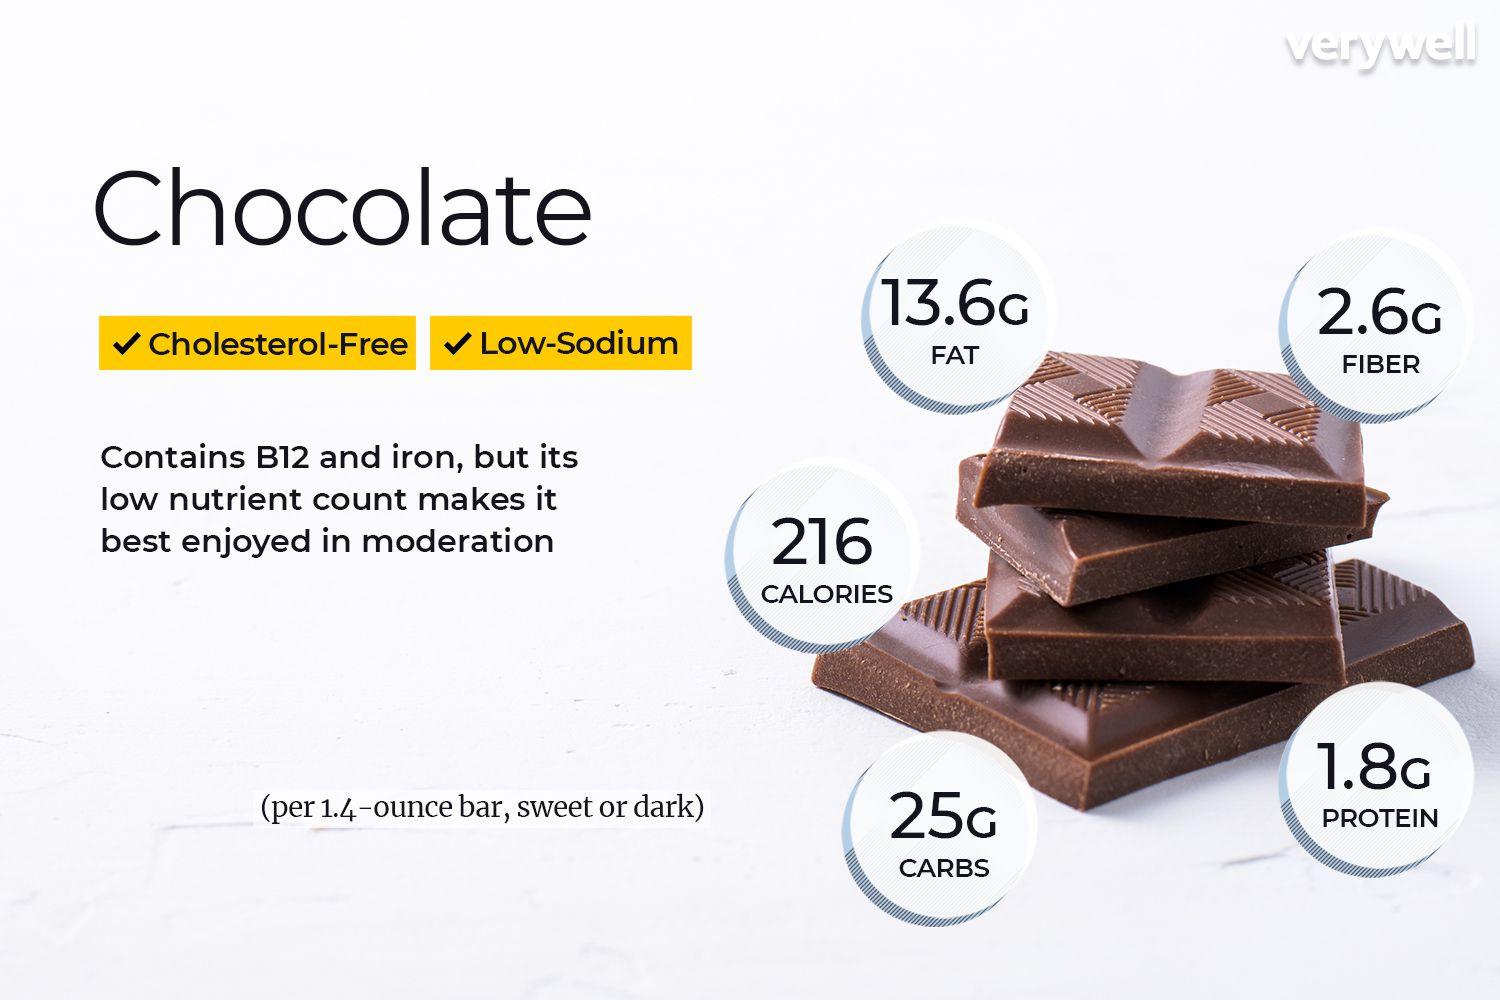 verywell
Chocolate
✓ Cholesterol-Free ✓ Low-Sodium
Contains B12 and iron, but its
low nutrient count makes it
best enjoyed in moderation
13.6G
FAT
2.6G
FIBER
216
CALORIES
25G
CARBS
1.8G
PROTEIN
(per 1.4-ounce bar, sweet or dark)